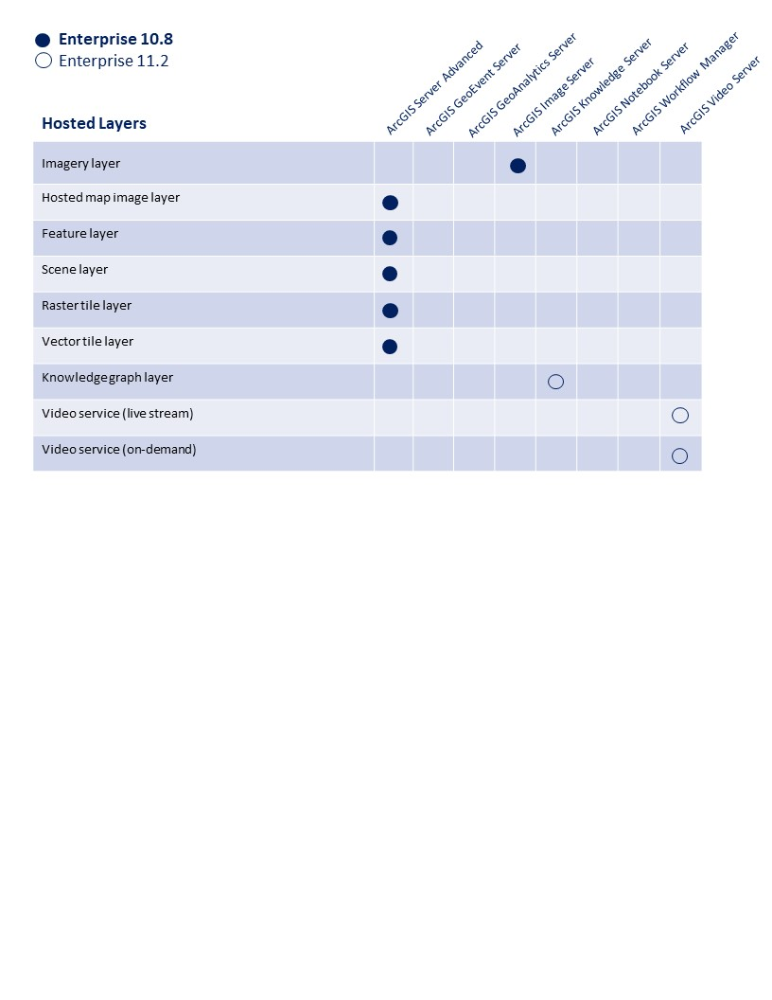 Enterprise 10.8
Enterprise 11.2
Hosted Layers
ArcGIS Server Advanced
ArcGIS GeoEvent Server
ArcGIS GeoAnalytics Server
ArcGIS Image Server
ArcGIS Knowledge Server
ArcGIS Notebook Server
ArcGIS Workflow Manager
ArcGIS Video Server
Imagery layer
Hosted map image layer
Feature layer
Scene layer
Raster tile layer
Vector tile layer
Knowledge graph layer
Video service (live stream)
Video service (on-demand)